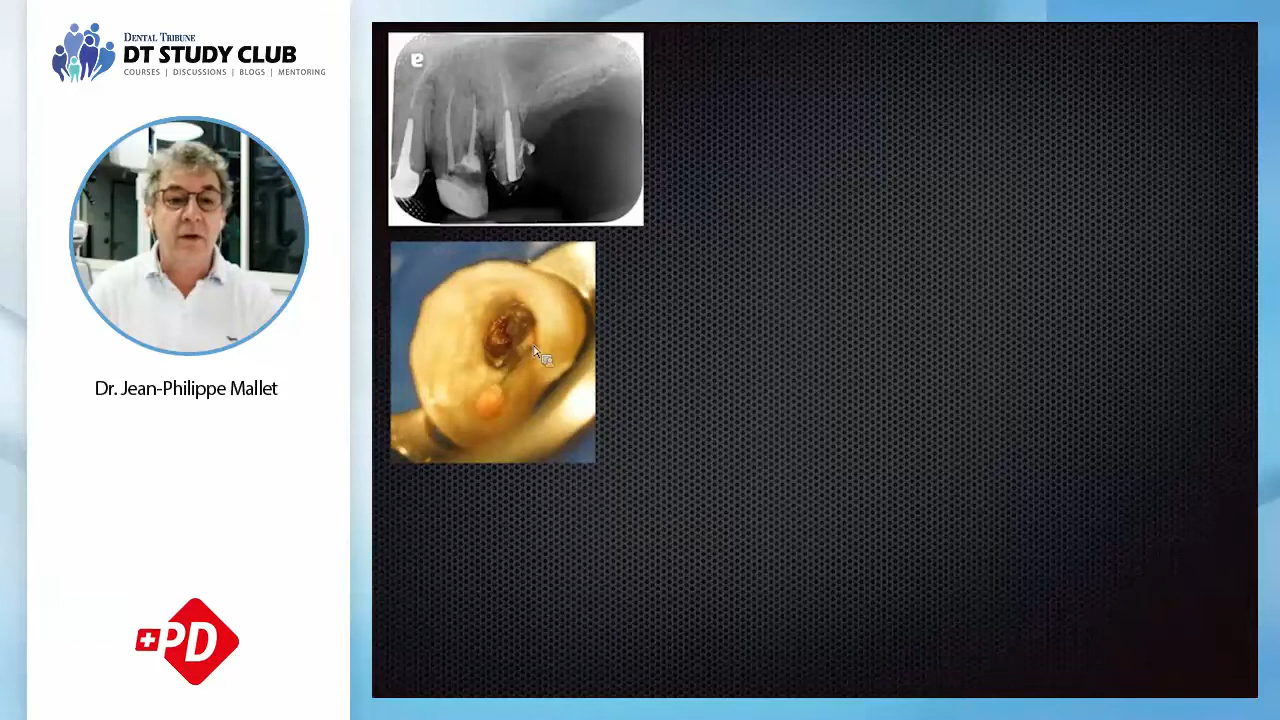 DENTAL TRIBUNE
DT STUDY CLUB
COURSES | DISCUSSIONS | BLOGS | MENTORING
Dr. Jean-Philippe Mallet
+PD
a